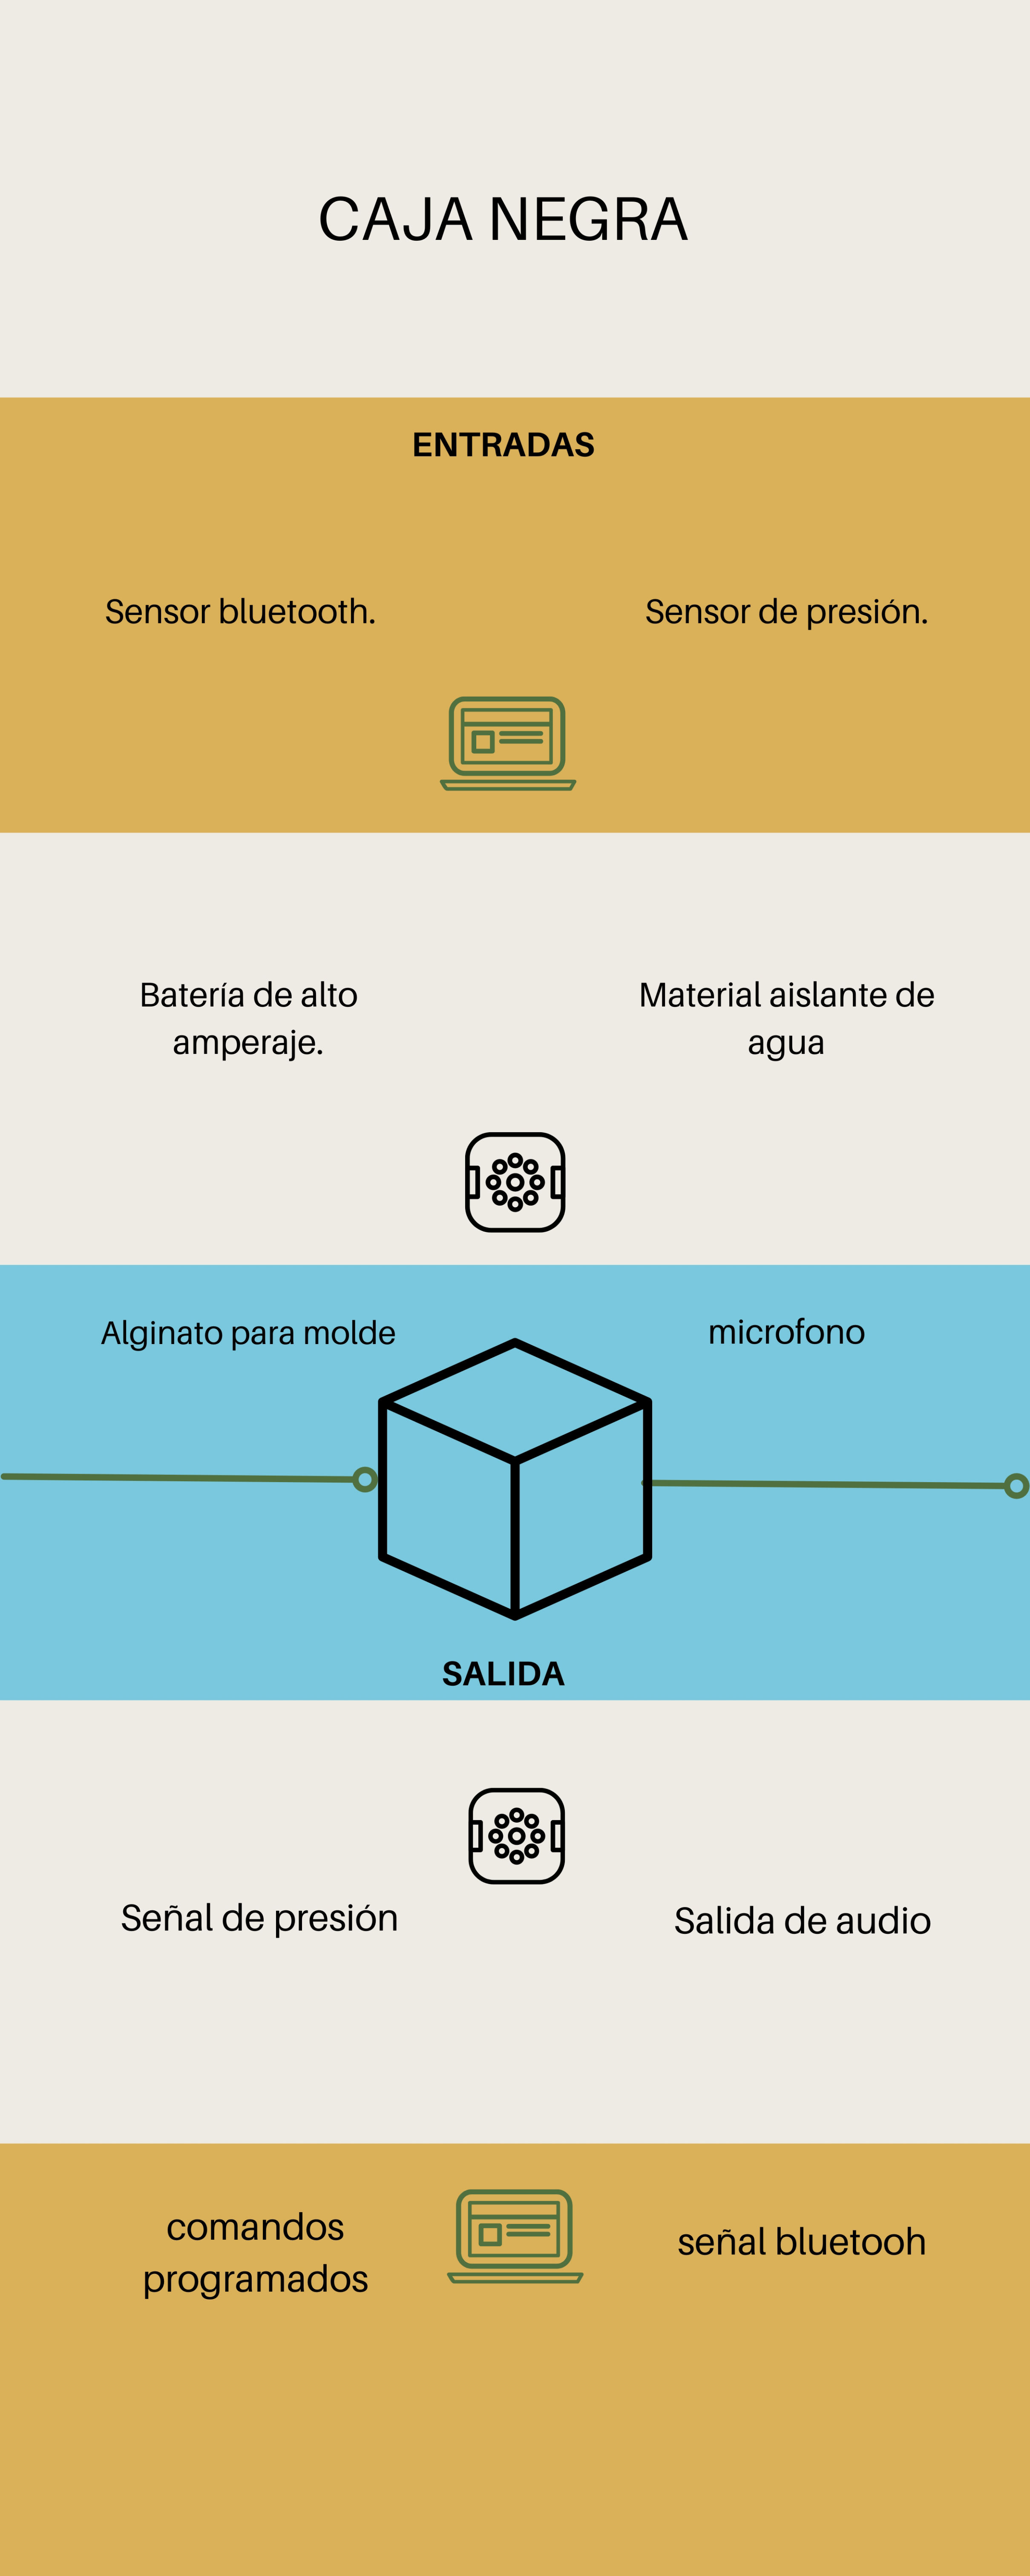 CAJA NEGRA
ENTRADAS
Sensor bluetooth.
Sensor de presión.
Batería de alto
amperaje.
Material aislante de
agua
Alginato para molde
microfono
SALIDA
Señal de presión
Salida de audio
comandos
programados
señal bluetooh